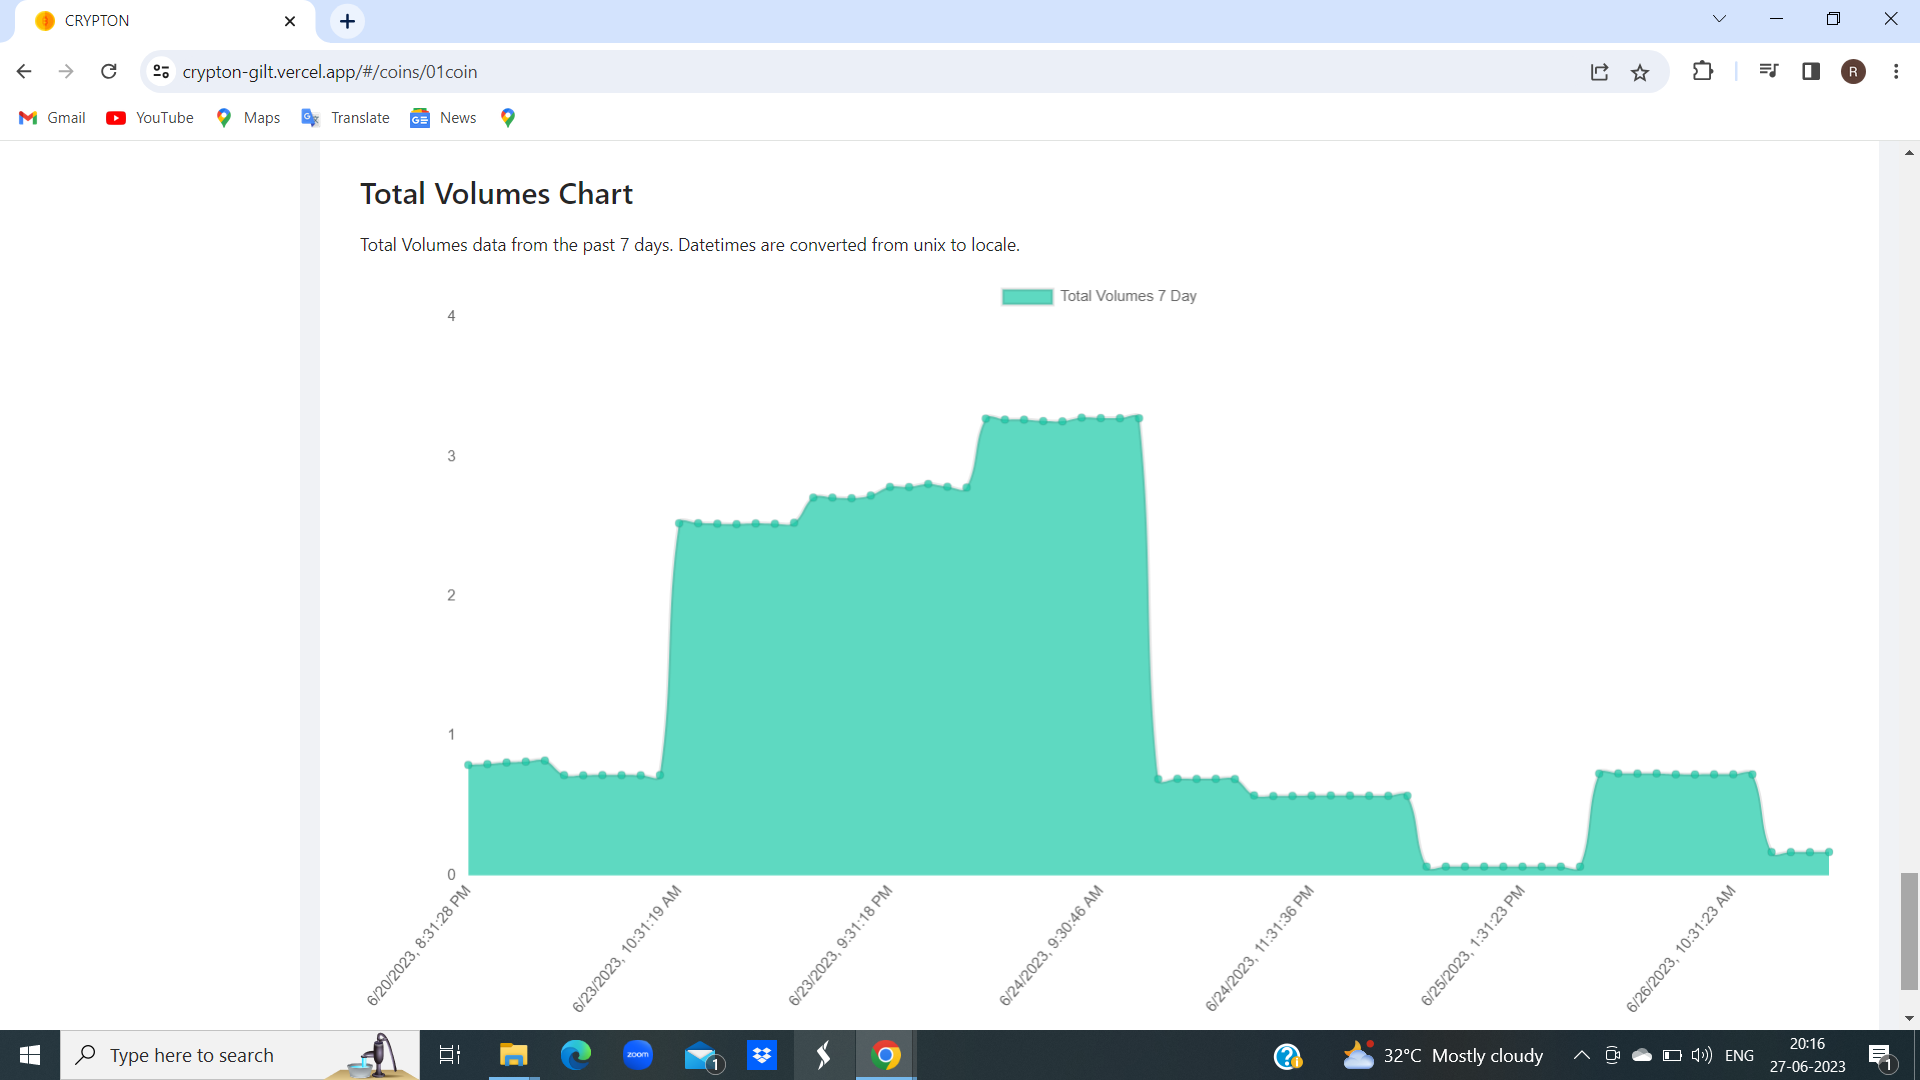 CRYPTON
crypton-gilt.vercel.app/#/coins/01coin
R
Gmail YouTube Maps Translate News
Total Volumes Chart
Total Volumes data from the past 7 days. Datetimes are converted from unix to locale.
Total Volumes 7 Day
4
3
2
1
0
6/20/2023, 8:31:28 PM
6/23/2023, 10:31:19 AM
6/23/2023, 9:31:18 PM
6/24/2023, 9:30:46 AM
6/24/2023, 11:31:36 PM
6/25/2023, 1:31:23 PM
6/26/2023, 10:31:23 AM
Type here to search
zoom
1
32°C Mostly cloudy
ENG
20:16
27-06-2023
1